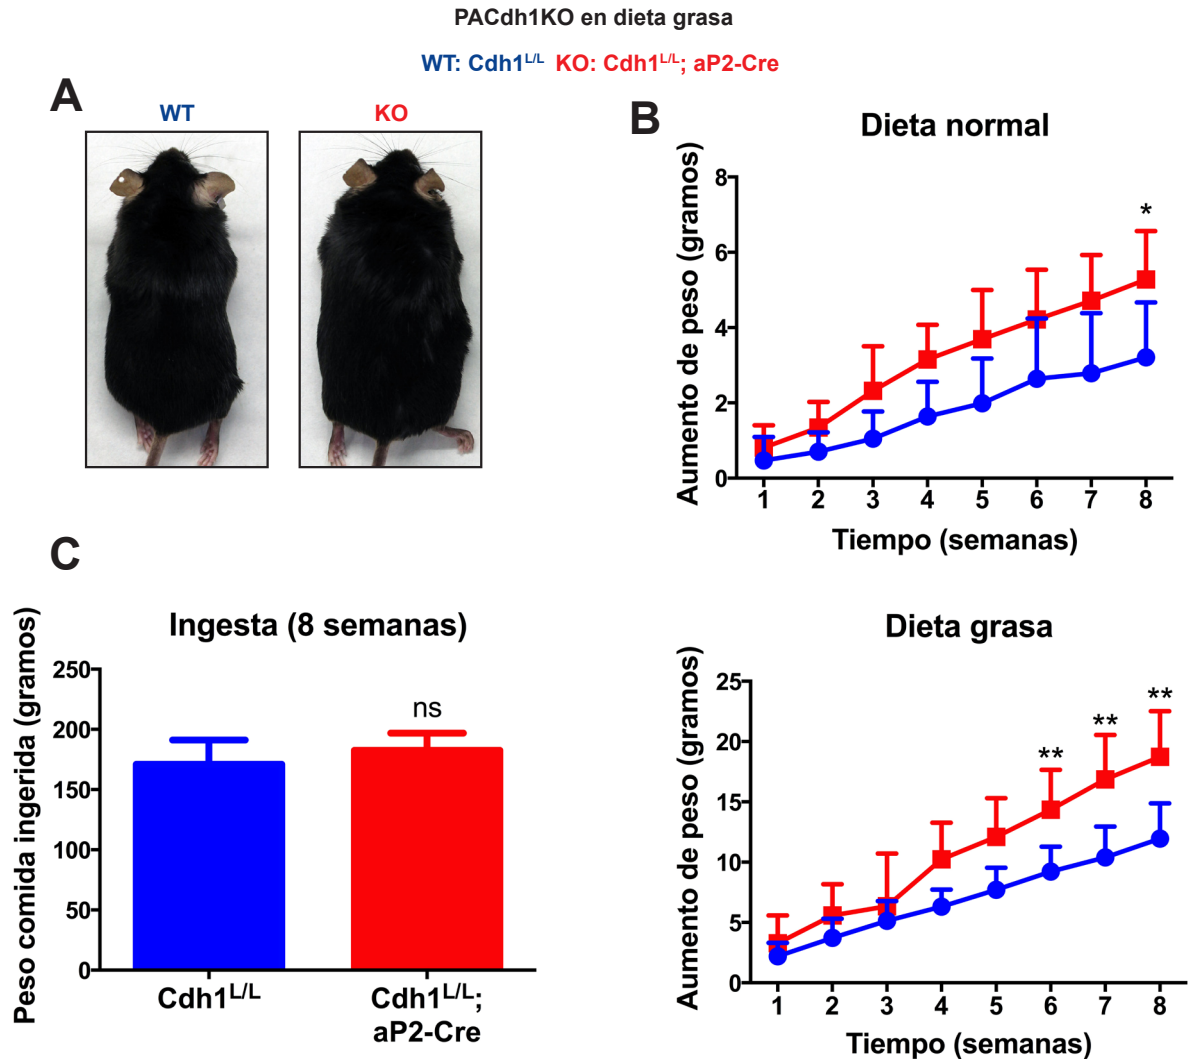 PACdh1KO en dieta grasa
WT: Cdh1L/L KO: Cdh1L/L; aP2-Cre
A
WT
KO
B
Dieta normal
Aumento de peso (gramos)
8
6
4
2
0
*
1 2 3 4 5 6 7 8
Tiempo (semanas)
C
Ingesta (8 semanas)
Peso comida ingerida (gramos)
250
200
150
100
50
0
ns
Cdh1L/L
Cdh1L/L;
aP2-Cre
Dieta grasa
Aumento de peso (gramos)
25
20
15
10
5
0
** ** **
1 2 3 4 5 6 7 8
Tiempo (semanas)